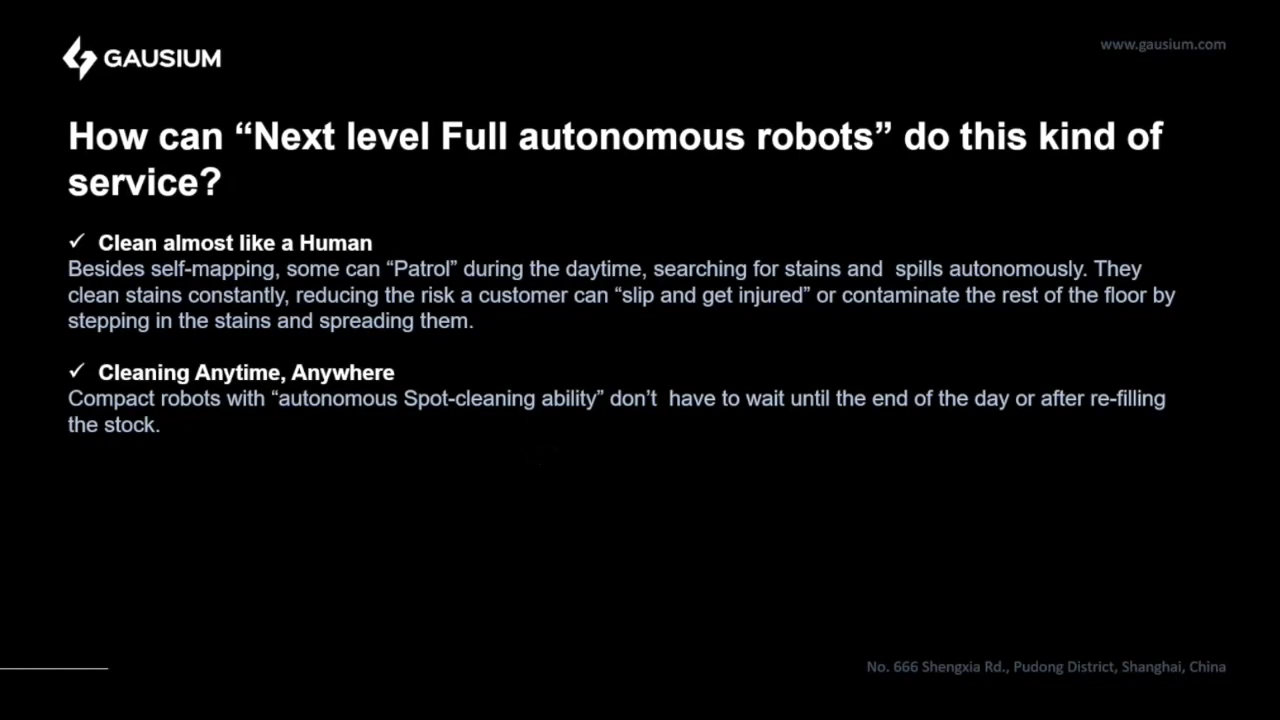 GAUSIUM
www.gausium.com
How can “Next level Full autonomous robots” do this kind of
service?
✓ Clean almost like a Human
Besides self-mapping, some can “Patrol” during the daytime, searching for stains and  spills autonomously. They
clean stains constantly, reducing the risk a customer can “slip and get injured” or contaminate the rest of the floor by
stepping in the stains and spreading them.
✓ Cleaning Anytime, Anywhere
Compact robots with “autonomous Spot-cleaning ability” don’t  have to wait until the end of the day or after re-filling
the stock.
No. 666 Shengxia Rd., Pudong District, Shanghai, China